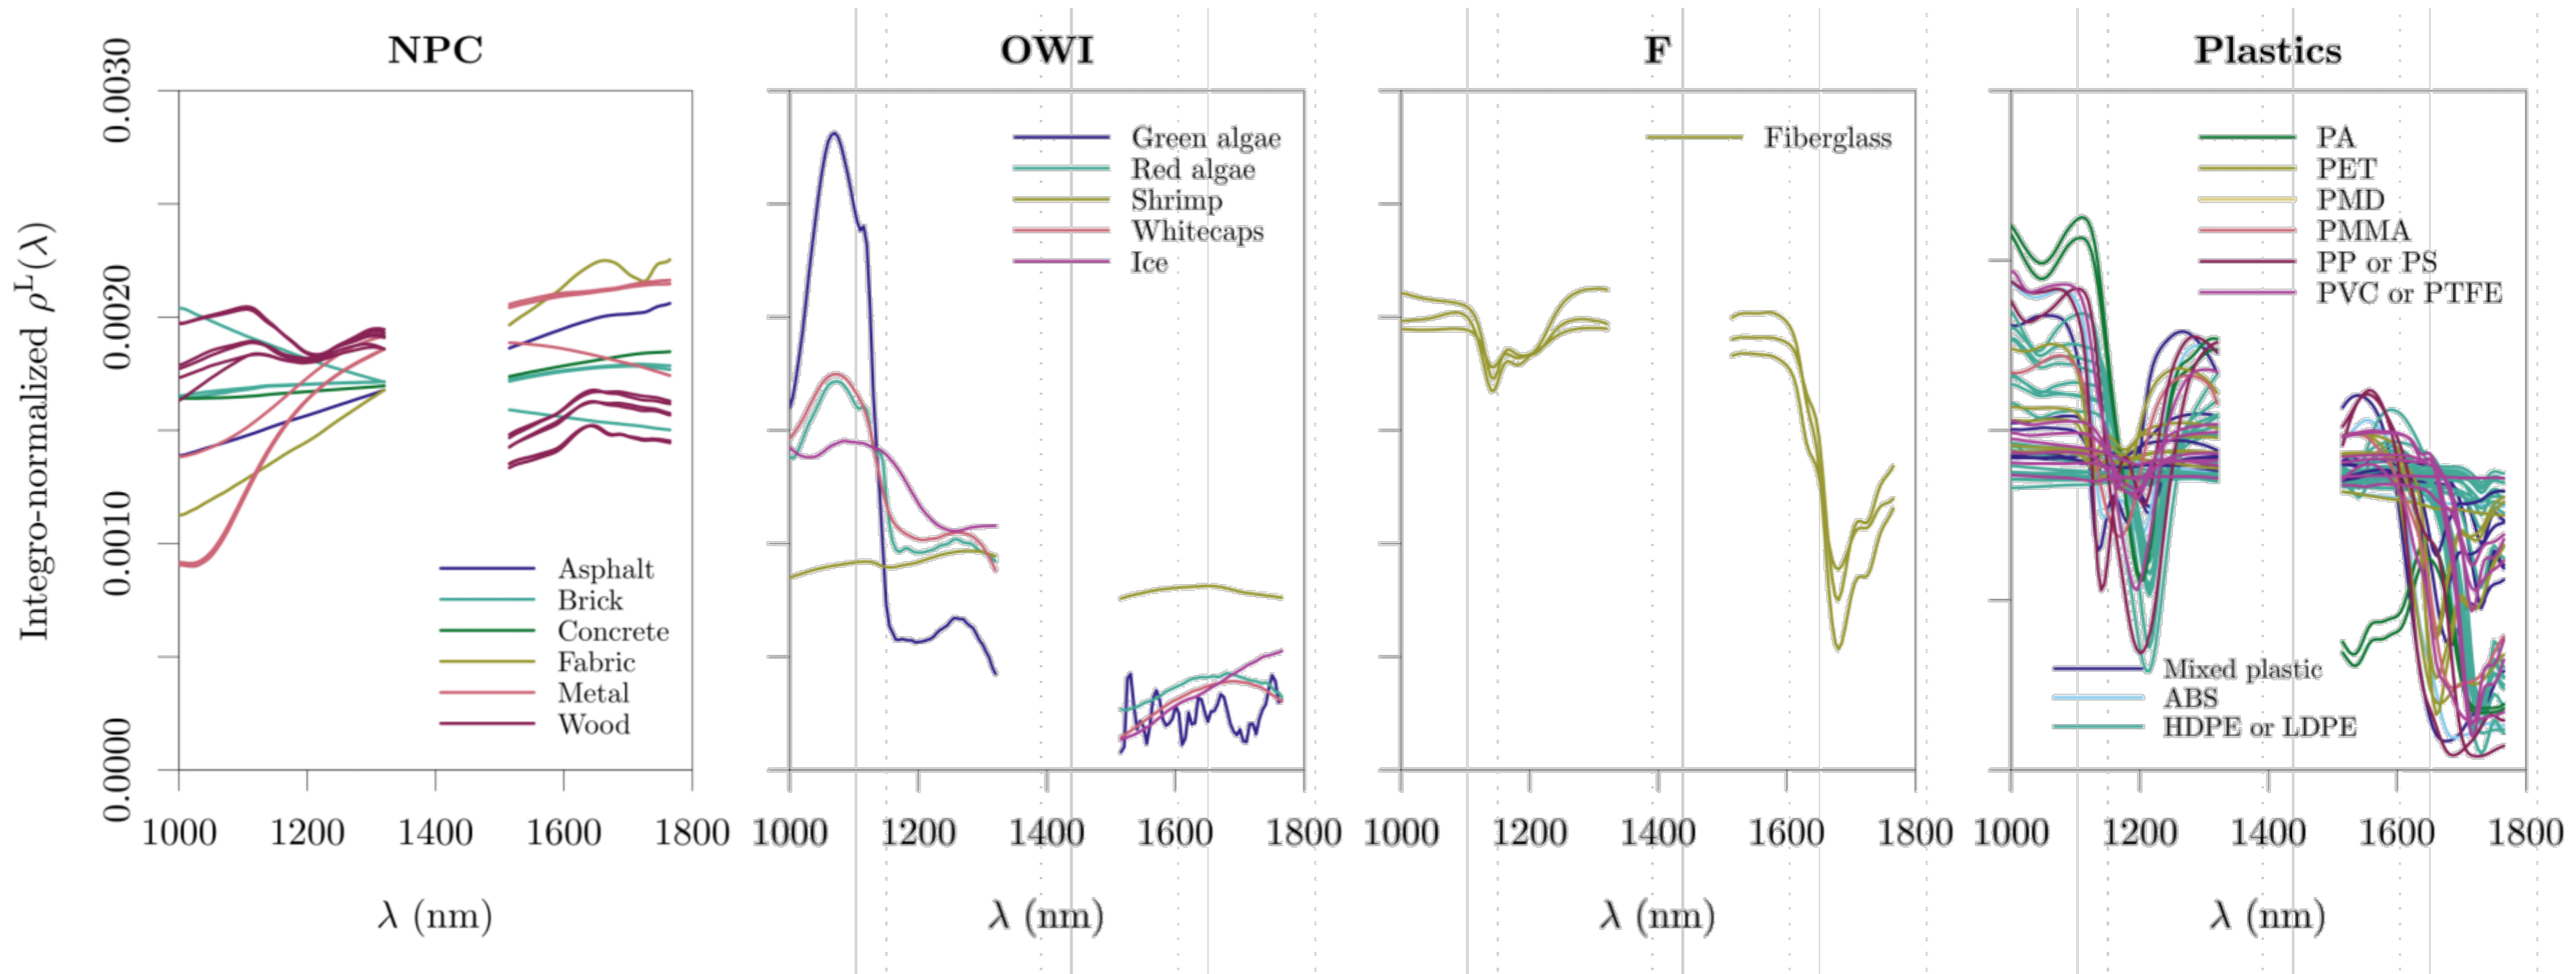 NPC
OWI
F
Plastics
Integro-normalized ρᴸ(λ)
0.0030
0.0020
0.0010
0.0000
Asphalt
Brick
Concrete
Fabric
Metal
Wood
1000 1200 1400 1600 1800
λ (nm)
Green algae
Red algae
Shrimp
Whitecaps
Ice
1000 1200 1400 1600 1800
λ (nm)
Fiberglass
1000 1200 1400 1600 1800
λ (nm)
PA
PET
PMD
PMMA
PP or PS
PVC or PTFE
Mixed plastic
ABS
HDPE or LDPE
1000 1200 1400 1600 1800
λ (nm)